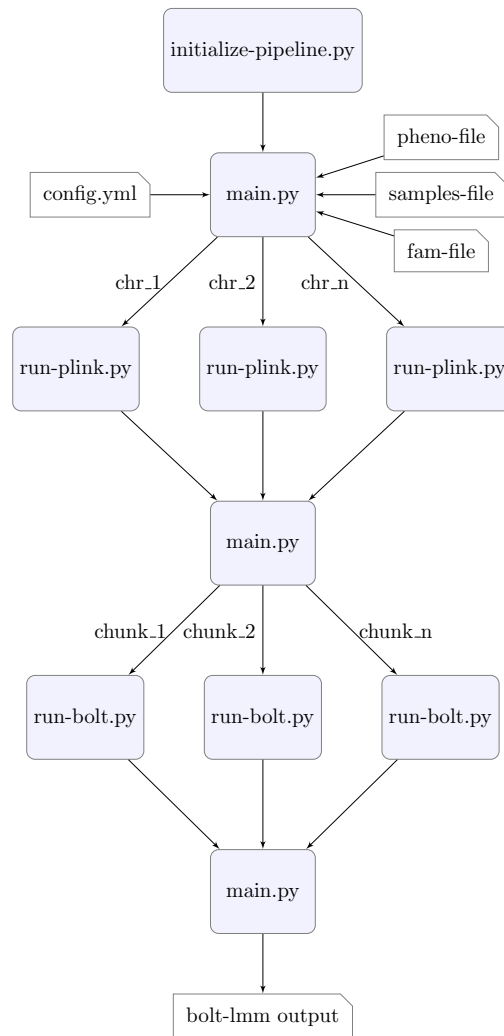 initialize-pipeline.py
pheno-file
config.yml
main.py
samples-file
fam-file
chr_1
chr_2
chr_n
run-plink.py
run-plink.py
run-plink.py
main.py
chunk_1
chunk_2
chunk_n
run-bolt.py
run-bolt.py
run-bolt.py
main.py
bolt-lmm output